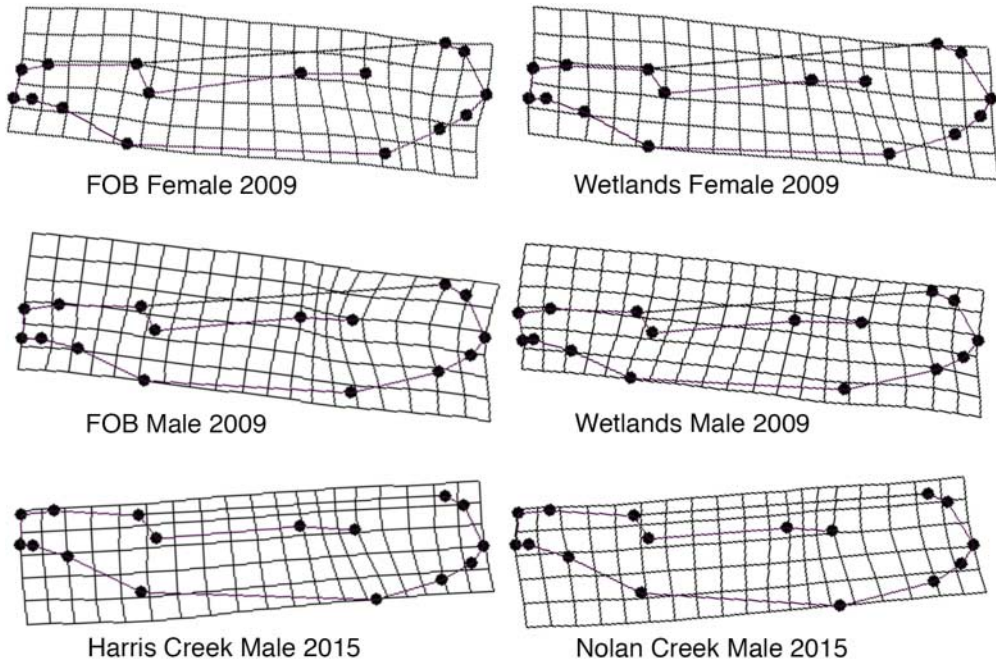 FOB Female 2009
Wetlands Female 2009
FOB Male 2009
Wetlands Male 2009
Harris Creek Male 2015
Nolan Creek Male 2015